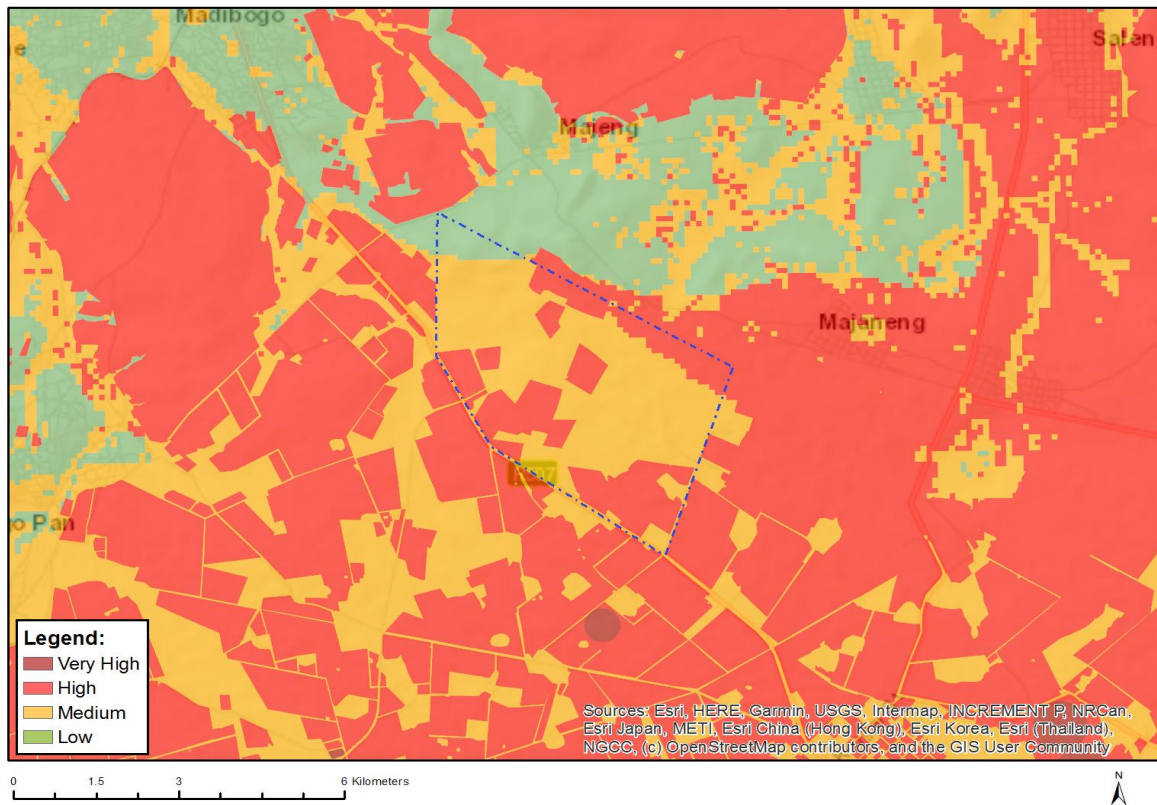 Madibogo
e
Salen
Majeng
Majaneng
o Pan
Legend:
Very High
High
Medium
Low
Sources: Esri, HERE, Garmin, USGS, Intermap, INCREMENT P, NRCan,
Esri Japan, METI, Esri China (Hong Kong), Esri Korea, Esri (Thailand),
NGCC, (c) OpenStreetMap contributors, and the GIS User Community
0 1.5 3 6 Kilometers
N